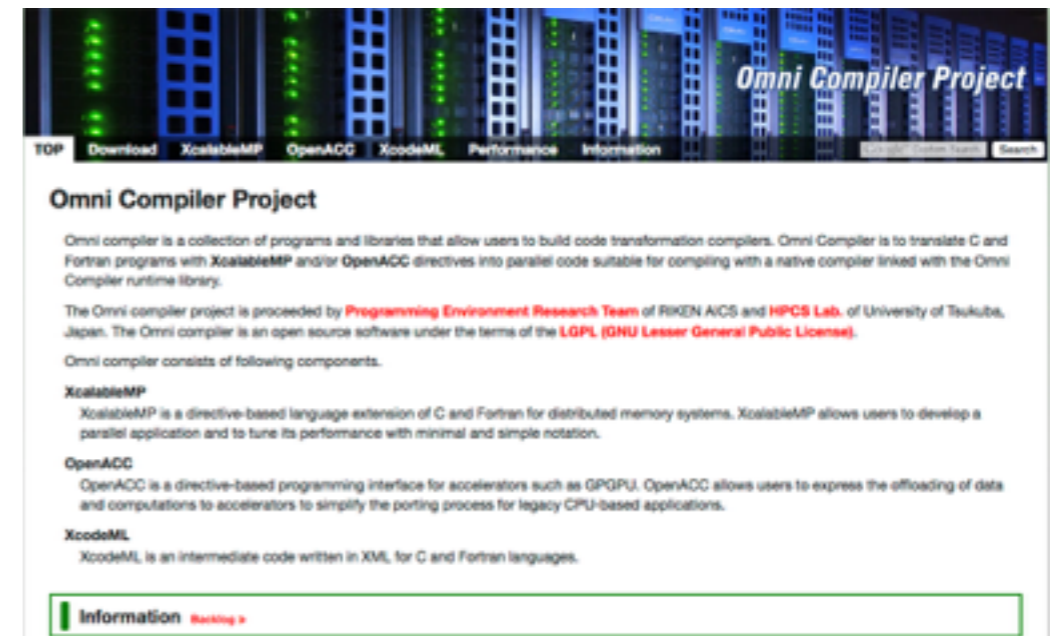 Omni Compiler Project
TOP Download XcalableMP OpenACC XcodeML Performance Information Google™ Custom Search Search
Omni Compiler Project
Omni compiler is a collection of programs and libraries that allow users to build code transformation compilers. Omni Compiler is to translate C and
Fortran programs with XcalableMP and/or OpenACC directives into parallel code suitable for compiling with a native compiler linked with the Omni
Compiler runtime library.
The Omni compiler project is proceeded by Programming Environment Research Team of RIKEN AICS and HPCS Lab. of University of Tsukuba,
Japan. The Omni compiler is an open source software under the terms of the LGPL (GNU Lesser General Public License).
Omni compiler consists of following components.
XcalableMP
XcalableMP is a directive-based language extension of C and Fortran for distributed memory systems. XcalableMP allows users to develop a
parallel application and to tune its performance with minimal and simple notation.
OpenACC
OpenACC is a directive-based programming interface for accelerators such as GPGPU. OpenACC allows users to express the offloading of data
and computations to accelerators to simplify the porting process for legacy CPU-based applications.
XcodeML
XcodeML is an intermediate code written in XML for C and Fortran languages.
Information Backlog >